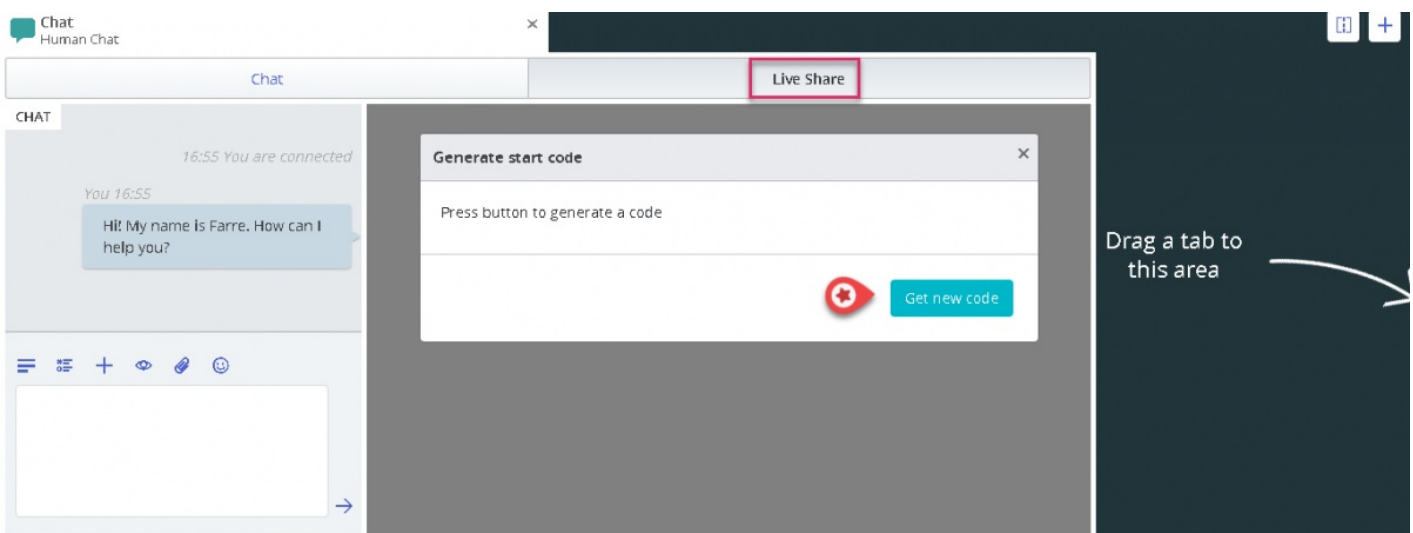 Chat
Human Chat
Chat
Live Share
CHAT
16:55 You are connected
You 16:55
Hi! My name is Farre. How can I
help you?
Generate start code
Press button to generate a code
Get new code
Drag a tab to
this area